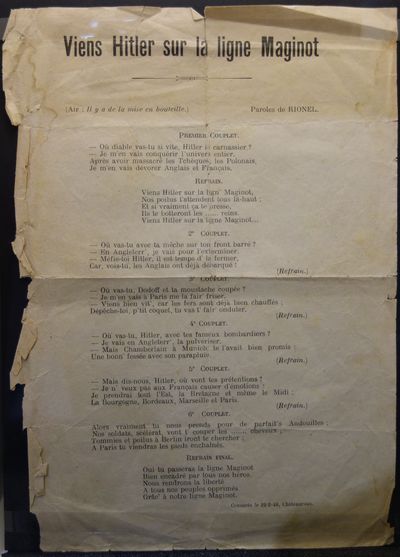 Viens Hitler sur la ligne Maginot
(Air : Il y a de la mise en bouteille.) Paroles de RIONEL.
PREMIER COUPLET.
— Où diable vas-tu si vite, Hitler le carnassier ?
— Je m'en vais conquérir l'univers entier,
Après avoir massacré les Tchèques, les Polonais,
Je m'en vais dévorer Anglais et Français.
REFRAIN.
Viens Hitler sur la lign' Maginot,
Nos poilus t'attendent tous là-haut ;
Et si vraiment ça te presse,
Ils te botteront les ...... reins.
Viens Hitler sur la ligne Maginot...
2e COUPLET.
— Où vas-tu avec ta mèche sur ton front barré ?
— En Angleterr', je vais pour l'exterminer.
— Méfie-toi Hitler, il est temps d' te fermer,
Car, vois-tu, les Anglais ont déjà débarqué !
(Refrain.)
3e COUPLET.
— Où vas-tu, Dodoff et ta moustache coupée ?
— Je m'en vais à Paris me fa fair' friser.
— Viens bien vit', car les fers sont déjà bien chauffés ;
Dépêche-toi, p'tit coquet, tu vas t' fair' onduler.
(Refrain.)
4e COUPLET.
— Où vas-tu, Hitler, avec tes fameux bombardiers ?
— Je vais en Angleterr', la pulvériser.
— Mais Chamberlain à Munich te l'avait bien promis :
Une bonn' fessée avec son parapluie.
(Refrain.)
5e COUPLET.
— Mais dis-nous, Hitler, où vont tes prétentions ?
— Je n' veux pas aux Français causer d'émotions ;
Je prendrai tout l'Est, la Bretagne et même le Midi ;
La Bourgogne, Bordeaux, Marseille et Paris.
(Refrain.)
6e COUPLET.
Alors vraiment tu nous prends pour de parfait's Andouilles ;
Nos soldats, scélérat, vont t' couper les ...... cheveux ;
Tommies et poilus à Berlin iront te chercher ;
A Paris tu viendras les pieds enchaînés.
REFRAIN FINAL.
Oui tu passeras la ligne Maginot
Bien encadré par tous nos héros.
Nous rendrons la liberté
A tous nos peuples opprimés
Grâc' à notre ligne Maginot.
Censurée le 22-2-40, Châteauroux.